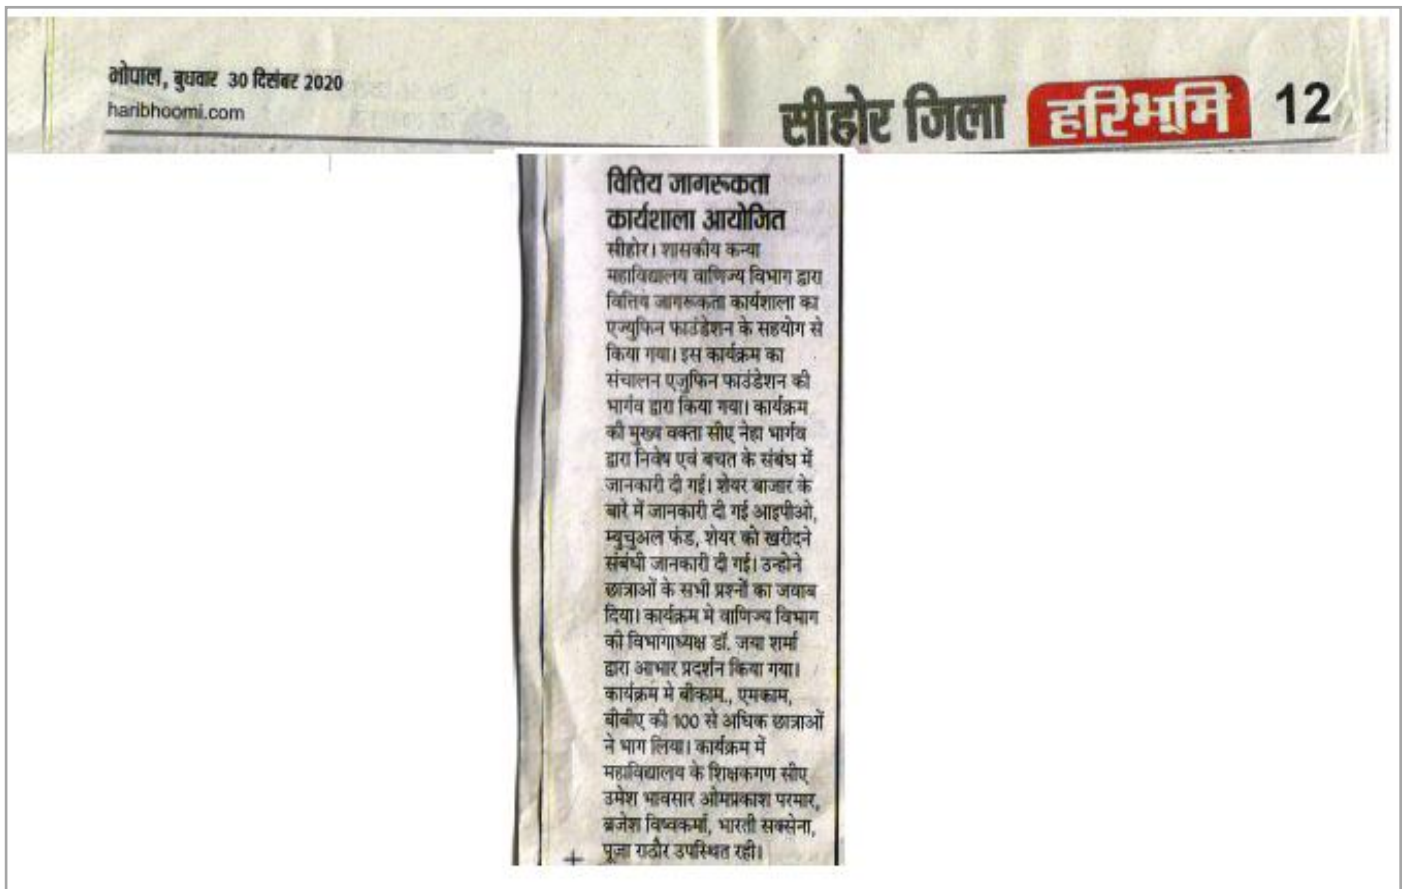 भोपाल, बुधवार 30 दिसंबर 2020
haribhoomi.com
सीहोर जिला हरिभूमि 12
वित्तिय जागरूकता
कार्यशाला आयोजित
सीहोर। शासकीय कन्या
महाविद्यालय वाणिज्य विभाग द्वारा
वित्तिय जागरूकता कार्यशाला का
एज्युफिन फाउंडेशन के सहयोग से
किया गया। इस कार्यक्रम का
संचालन एजुफिन फाउंडेशन की
भार्गव द्वारा किया गया। कार्यक्रम
की मुख्य वक्ता सीए नेहा भार्गव
द्वारा निवेष एवं बचत के संबंध में
जानकारी दी गई। शेयर बाजार के
बारे में जानकारी दी गई आइपीओ,
म्युचुअल फंड, शेयर को खरीदने
संबंधी जानकारी दी गई। उन्होने
छात्राओं के सभी प्रश्नों का जवाब
दिया। कार्यक्रम मे वाणिज्य विभाग
की विभागाध्यक्ष डॉ. जया शर्मा
द्वारा आभार प्रदर्शन किया गया।
कार्यक्रम मे बीकाम., एमकाम,
बीबीए की 100 से अधिक छात्राओं
ने भाग लिया। कार्यक्रम में
महाविद्यालय के शिक्षकगण सीए
उमेश भावसार ओमप्रकाश परमार,
ब्रजेश विष्वकर्मा, भारती सक्सेना,
पूजा राठौर उपस्थित रही।